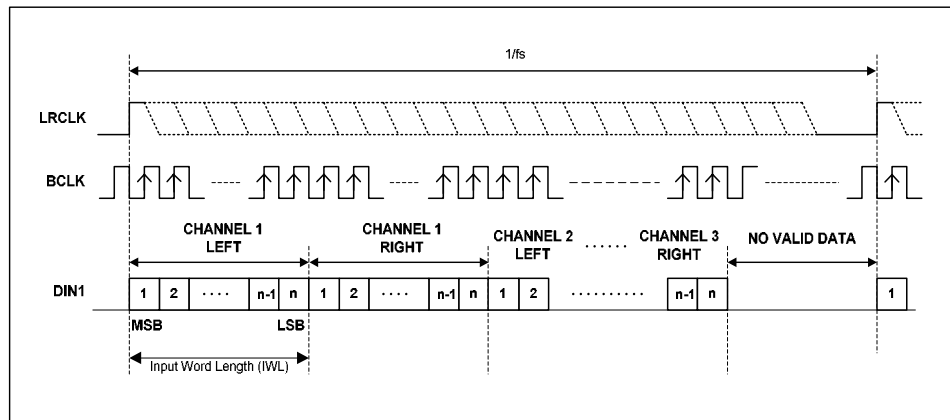 1/fs
LRCLK
BCLK
CHANNEL 1 LEFT
CHANNEL 1 RIGHT
CHANNEL 2 LEFT
......
CHANNEL 3 RIGHT
NO VALID DATA
DIN1
1 2 .... n-1 n 1 2 .... n-1 n 1 2 .......... n-1 n 1
MSB
LSB
Input Word Length (IWL)